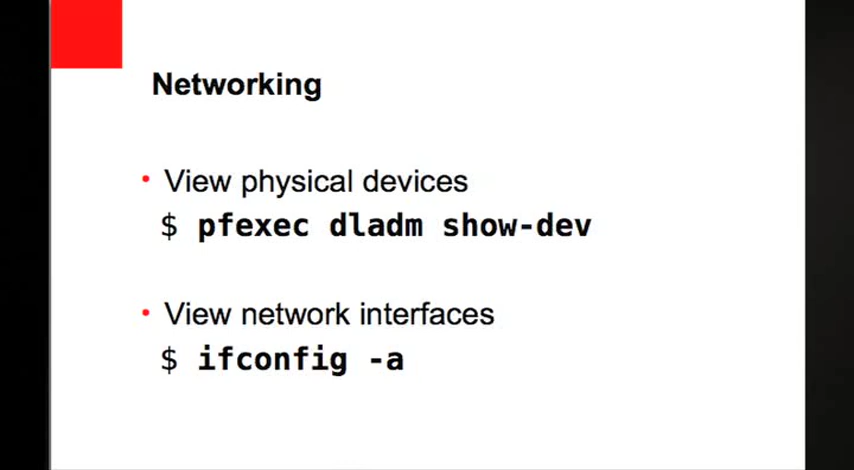 Networking
• View physical devices
$ pfexec dladm show-dev
• View network interfaces
$ ifconfig -a